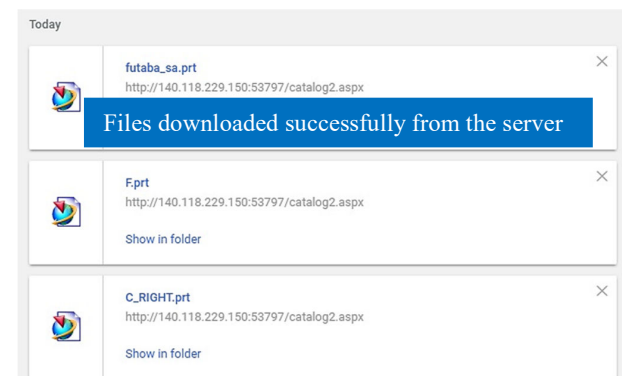 Today
futaba_sa.prt
http://140.118.229.150:53797/catalog2.aspx
Files downloaded successfully from the server
F.prt
http://140.118.229.150:53797/catalog2.aspx
Show in folder
C_RIGHT.prt
http://140.118.229.150:53797/catalog2.aspx
Show in folder